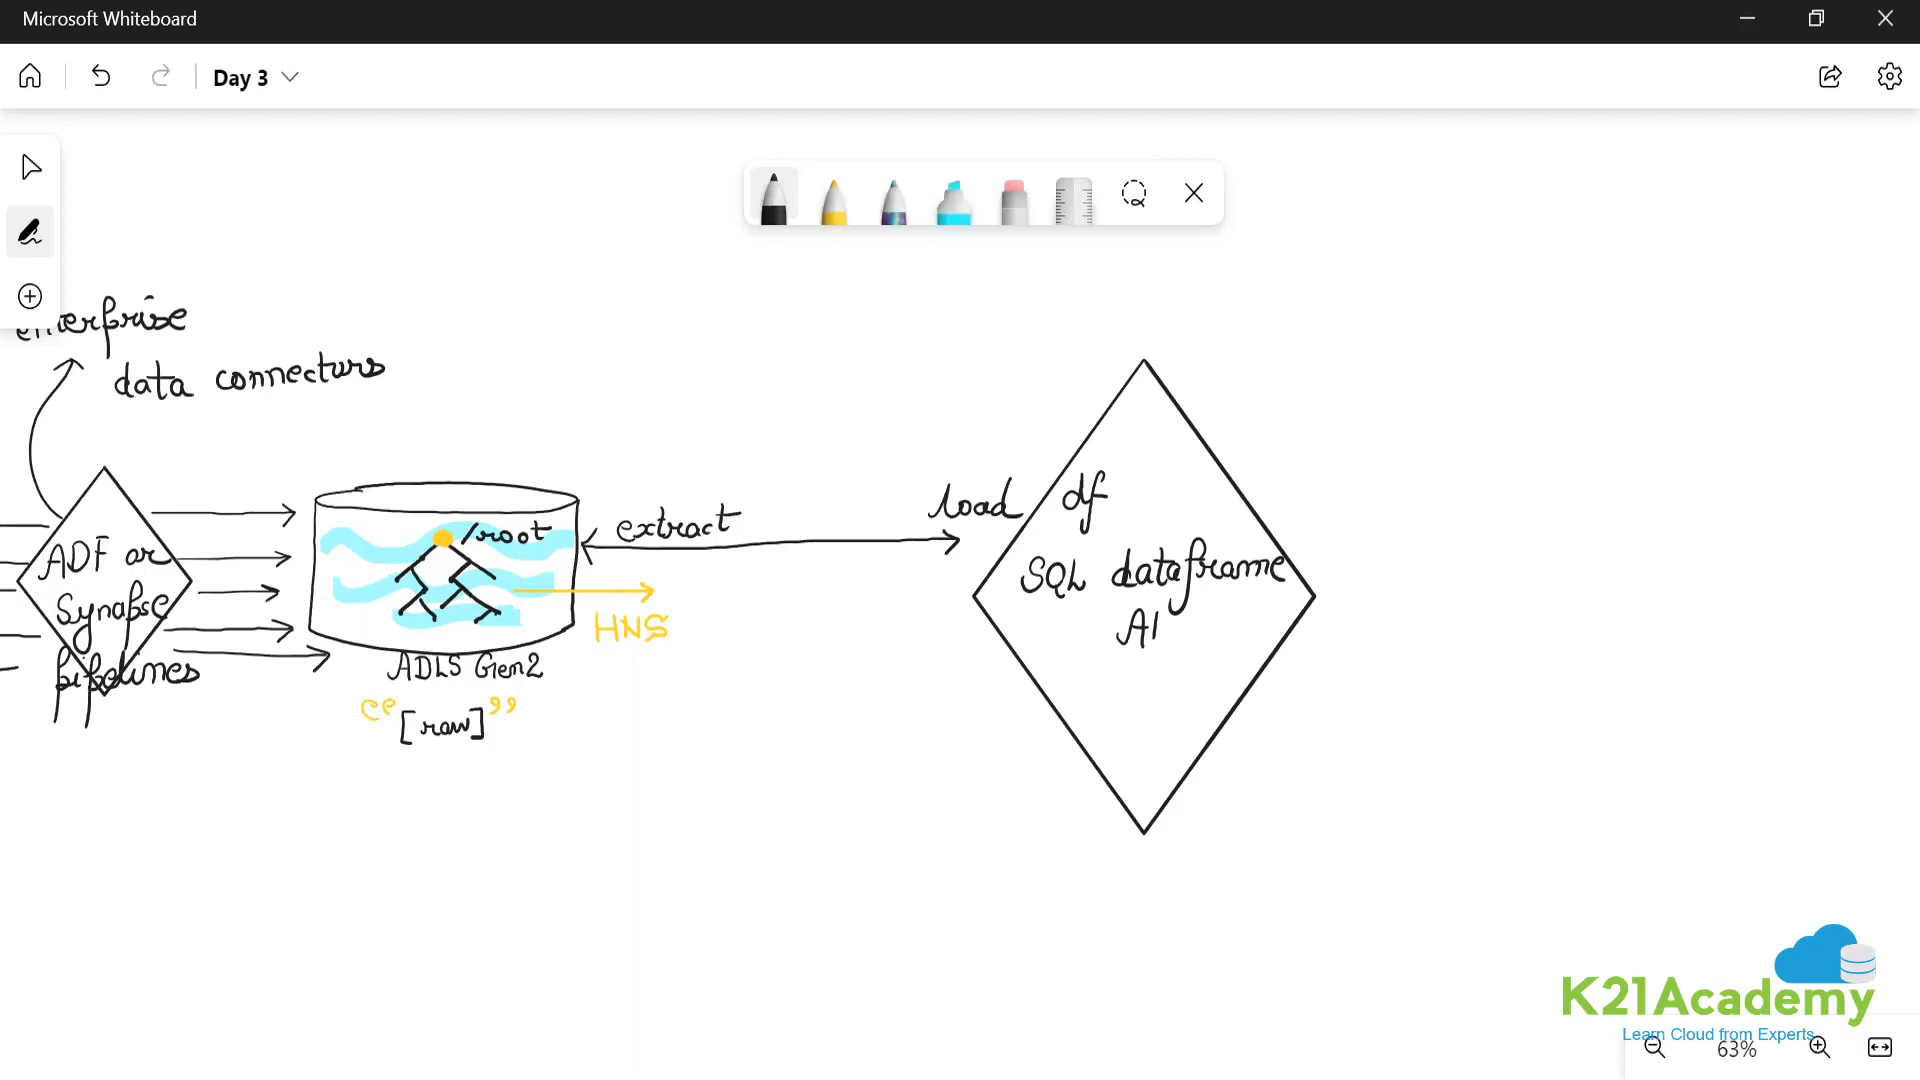 Microsoft Whiteboard
Day 3
enterprise
data connectors
ADF or
Synapse
pipelines
/root
HNS
ADLS Gen2
“[raw]”
extract
load
df
SQL dataframe
AI
K21Academy
Learn Cloud from Experts
63%